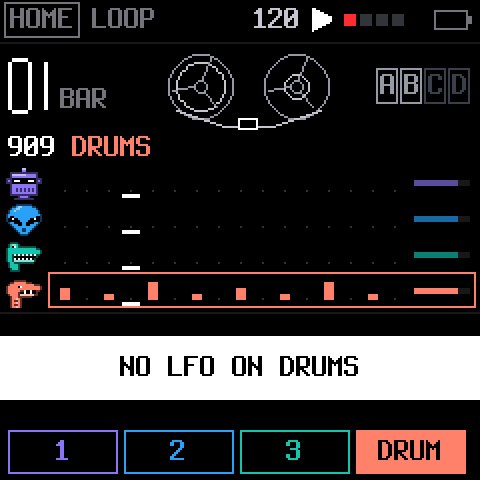 HOME LOOP 120
01 BAR ABCD
909 DRUMS
NO LFO ON DRUMS
1 2 3 DRUM